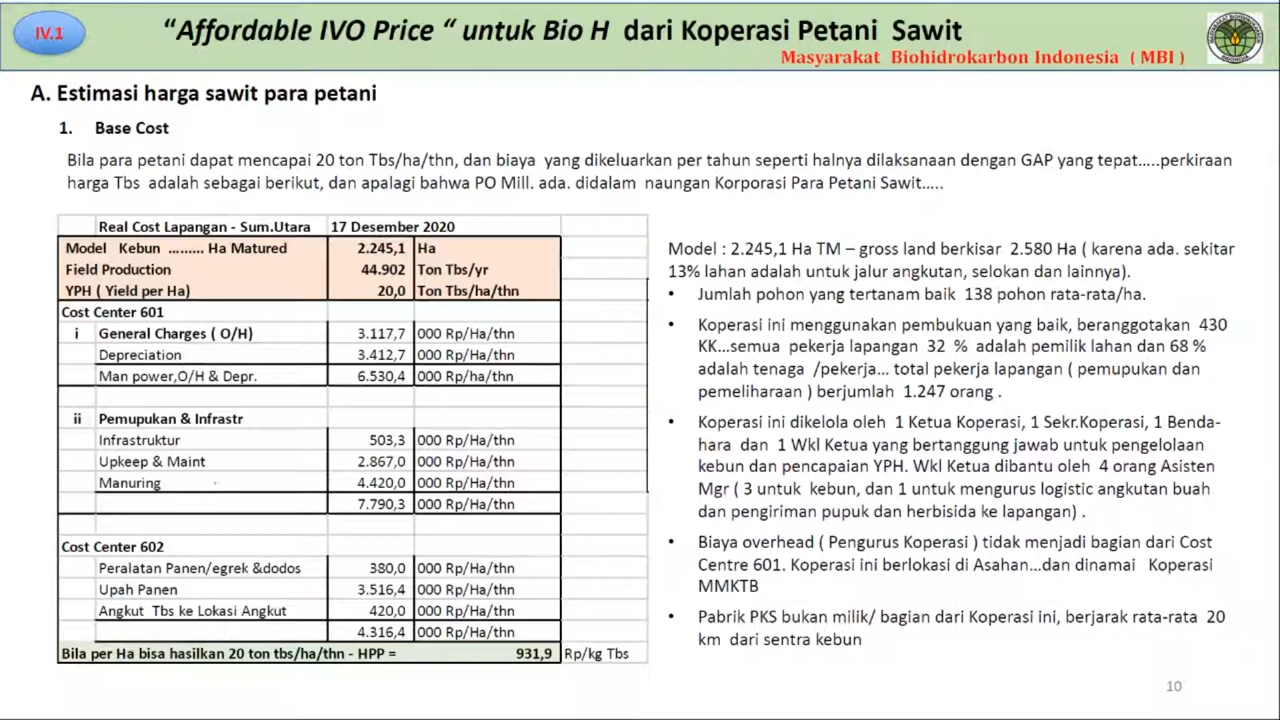 IV.1
“Affordable IVO Price “ untuk Bio H dari Koperasi Petani Sawit
Masyarakat Biohidrokarbon Indonesia ( MBI )
A. Estimasi harga sawit para petani
1. Base Cost
Bila para petani dapat mencapai 20 ton Tbs/ha/thn, dan biaya yang dikeluarkan per tahun seperti halnya dilaksanaan dengan GAP yang tepat…..perkiraan
harga Tbs adalah sebagai berikut, dan apalagi bahwa PO Mill. ada. didalam naungan Korporasi Para Petani Sawit…..
Real Cost Lapangan - Sum.Utara 17 Desember 2020
Model Kebun ......... Ha Matured 2.245,1 Ha
Field Production 44.902 Ton Tbs/yr
YPH ( Yield per Ha) 20,0 Ton Tbs/ha/thn
Cost Center 601
i General Charges ( O/H) 3.117,7 000 Rp/Ha/thn
Depreciation 3.412,7 000 Rp/Ha/thn
Man power,O/H & Depr. 6.530,4 000 Rp/ha/thn
ii Pemupukan & Infrastr
Infrastruktur 503,3 000 Rp/Ha/thn
Upkeep & Maint 2.867,0 000 Rp/Ha/thn
Manuring 4.420,0 000 Rp/Ha/thn
7.790,3 000 Rp/Ha/thn
Cost Center 602
Peralatan Panen/egrek &dodos 380,0 000 Rp/Ha/thn
Upah Panen 3.516,4 000 Rp/Ha/thn
Angkut Tbs ke Lokasi Angkut 420,0 000 Rp/Ha/thn
4.316,4 000 Rp/Ha/thn
Bila per Ha bisa hasilkan 20 ton tbs/ha/thn - HPP = 931,9 Rp/kg Tbs
Model : 2.245,1 Ha TM – gross land berkisar 2.580 Ha ( karena ada. sekitar
13% lahan adalah untuk jalur angkutan, selokan dan lainnya).
• Jumlah pohon yang tertanam baik 138 pohon rata-rata/ha.
• Koperasi ini menggunakan pembukuan yang baik, beranggotakan 430
KK…semua pekerja lapangan 32 % adalah pemilik lahan dan 68 %
adalah tenaga /pekerja… total pekerja lapangan ( pemupukan dan
pemeliharaan ) berjumlah 1.247 orang .
• Koperasi ini dikelola oleh 1 Ketua Koperasi, 1 Sekr.Koperasi, 1 Benda-
hara dan 1 Wkl Ketua yang bertanggung jawab untuk pengelolaan
kebun dan pencapaian YPH. Wkl Ketua dibantu oleh 4 orang Asisten
Mgr ( 3 untuk kebun, dan 1 untuk mengurus logistic angkutan buah
dan pengiriman pupuk dan herbisida ke lapangan) .
• Biaya overhead ( Pengurus Koperasi ) tidak menjadi bagian dari Cost
Centre 601. Koperasi ini berlokasi di Asahan…dan dinamai Koperasi
MMKTB
• Pabrik PKS bukan milik/ bagian dari Koperasi ini, berjarak rata-rata 20
km dari sentra kebun
10